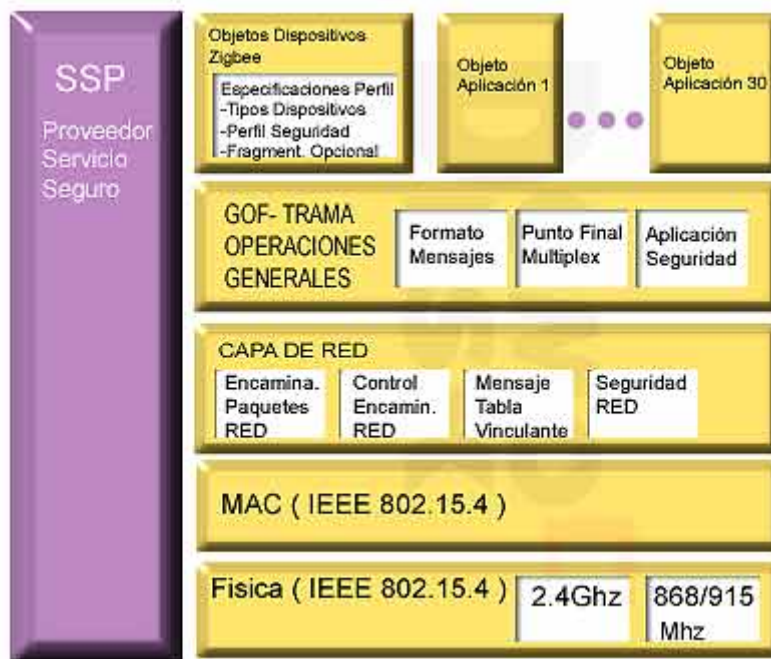 SSP
Proveedor
Servicio
Seguro
Objetos Dispositivos
Zigbee
Especificaciones Perfil
-Tipos Dispositivos
-Perfil Seguridad
-Fragment. Opcional
Objeto
Aplicación 1
Objeto
Aplicación 30
GOF- TRAMA
OPERACIONES
GENERALES
Formato
Mensajes
Punto Final
Multiplex
Aplicación
Seguridad
CAPA DE RED
Encamina.
Paquetes
RED
Control
Encamin.
RED
Mensaje
Tabla
Vinculante
Seguridad
RED
MAC ( IEEE 802.15.4 )
Fisica ( IEEE 802.15.4 )
2.4Ghz
868/915
Mhz